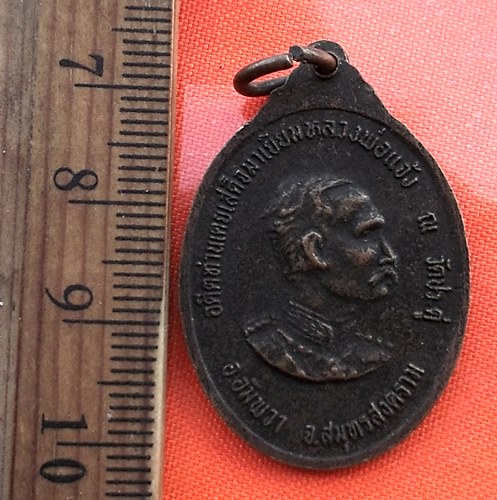 7
8
9
10
อดีตท่านเคยเสด็จมาเยี่ยมหลวงพ่อแจ้ง ณ วัดประดู่
อ.อัมพวา จ.สมุทรสงคราม